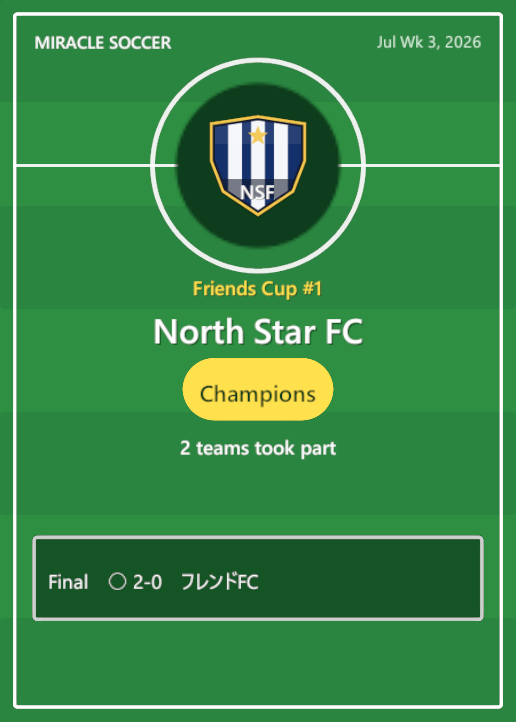 MIRACLE SOCCER
Jul Wk 3, 2026
NSF
Friends Cup #1
North Star FC
Champions
2 teams took part
Final ○ 2-0 フレンドFC